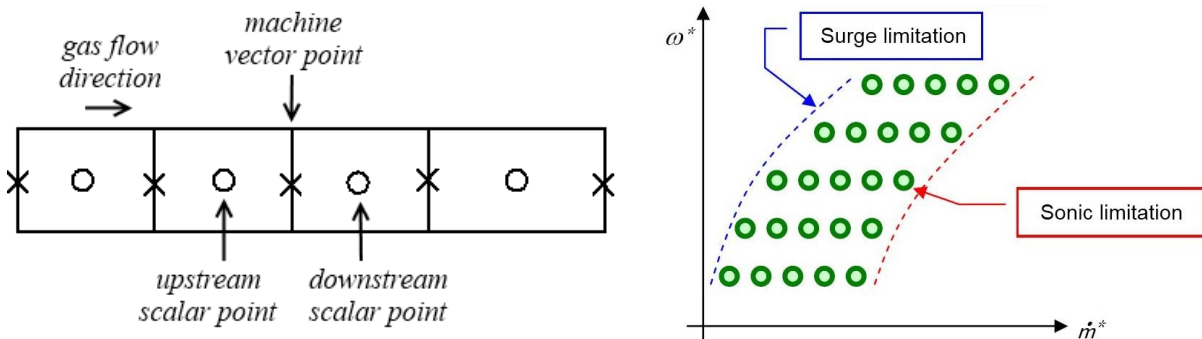 gas flow
direction
machine
vector point
upstream
scalar point
downstream
scalar point
ω*
Surge limitation
Sonic limitation
ṁ*